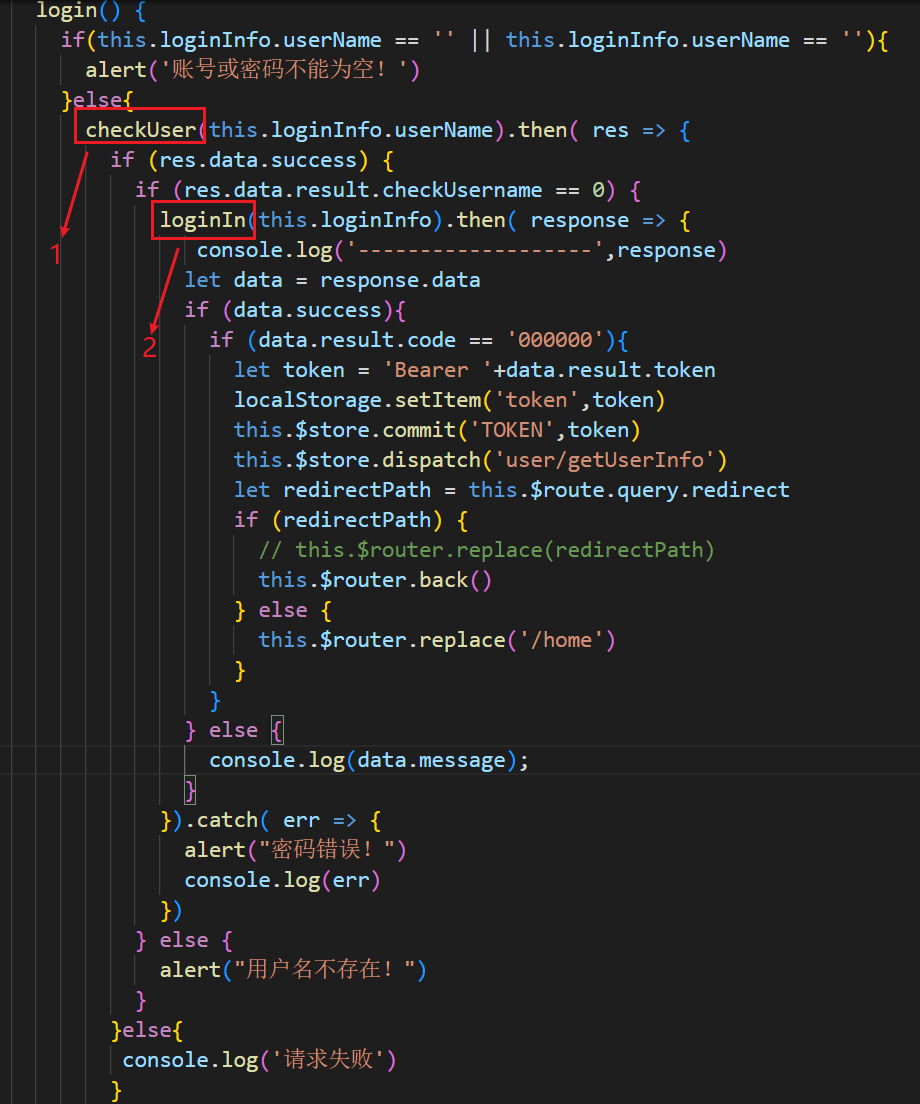 login() {
if(this.loginInfo.userName == '' || this.loginInfo.userName == ''){
alert('账号或密码不能为空！')
}else{
checkUser(this.loginInfo.userName).then( res => {
if (res.data.success) {
if (res.data.result.checkUsername == 0) {
loginIn(this.loginInfo).then( response => {
1
console.log('-------------------',response)
let data = response.data
if (data.success){
2
if (data.result.code == '000000'){
let token = 'Bearer '+data.result.token
localStorage.setItem('token',token)
this.$store.commit('TOKEN',token)
this.$store.dispatch('user/getUserInfo')
let redirectPath = this.$route.query.redirect
if (redirectPath) {
// this.$router.replace(redirectPath)
this.$router.back()
} else {
this.$router.replace('/home')
}
}
} else {
console.log(data.message);
}
}).catch( err => {
alert("密码错误！")
console.log(err)
})
} else {
alert("用户名不存在！")
}
}else{
console.log('请求失败')
}